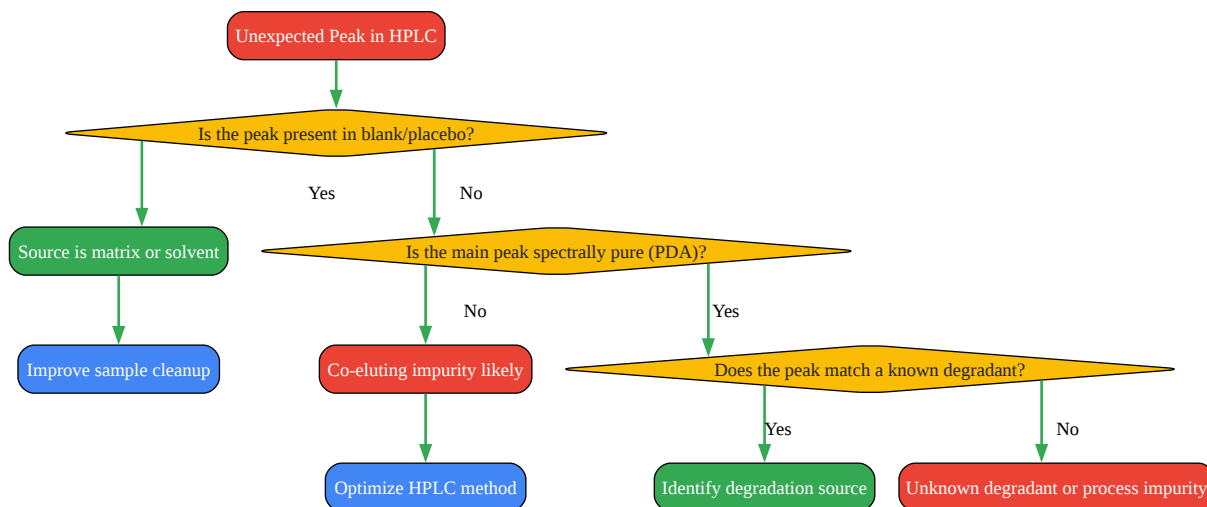 Unexpected Peak in HPLC
Is the peak present in blank/placebo?
Yes
No
Source is matrix or solvent
Is the main peak spectrally pure (PDA)?
No
Yes
Improve sample cleanup
Co-eluting impurity likely
Does the peak match a known degradant?
Yes
No
Optimize HPLC method
Identify degradation source
Unknown degradant or process impurity